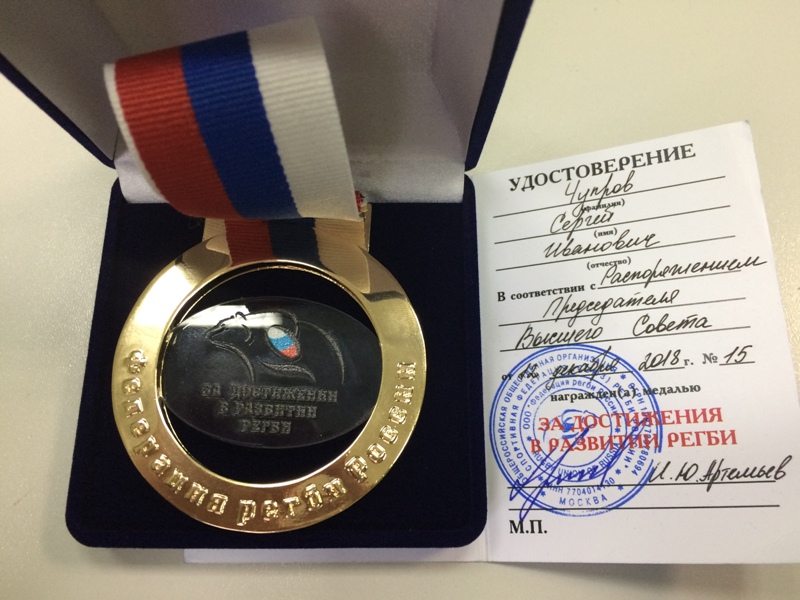 Федерация регби России
ЗА ДОСТИЖЕНИЯ
В РАЗВИТИИ
РЕГБИ
УДОСТОВЕРЕНИЕ
Чупров
(фамилия)
Сергей
(имя)
Иванович
(отчество)
В соответствии с Распоряжением
Председателя
Высшего Совета
от декабря 2018 г. № 15
награжден(а) медалью
ЗА ДОСТИЖЕНИЯ
В РАЗВИТИИ РЕГБИ
И.Ю. Артемьев
М.П.
МОСКВА